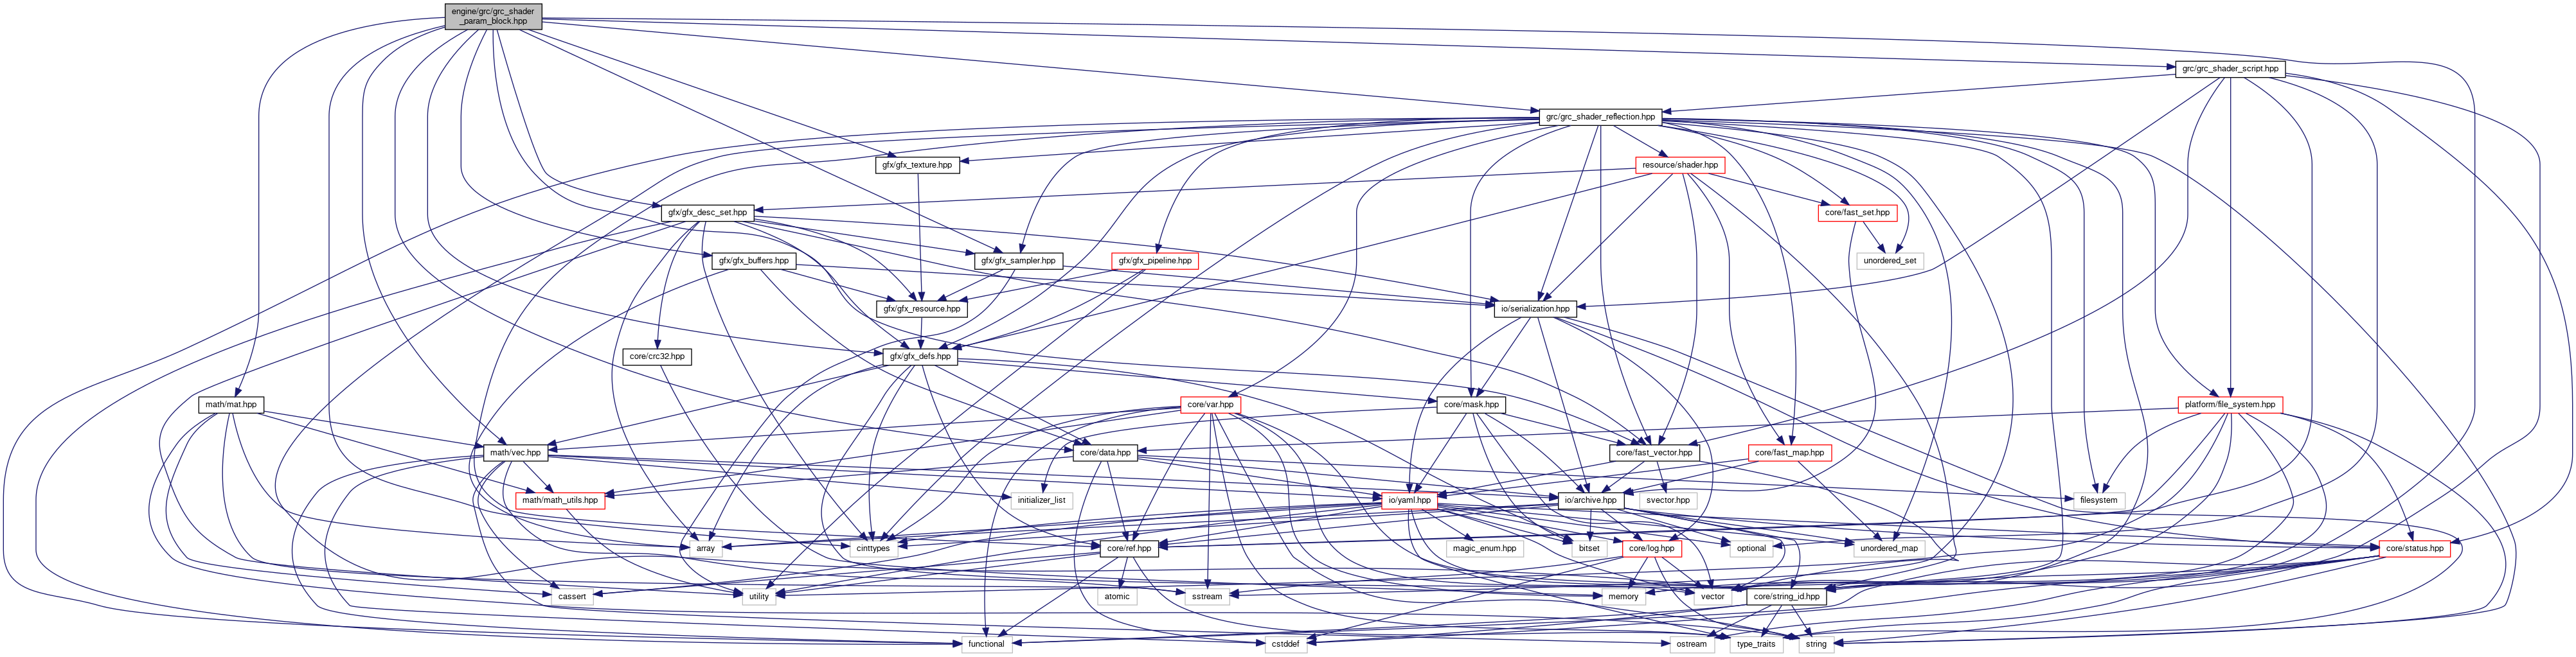 engine/grc/grc_shader
_param_block.hpp
grc/grc_shader_script.hpp
grc/grc_shader_reflection.hpp
gfx/gfx_texture.hpp
resource/shader.hpp
gfx/gfx_desc_set.hpp
core/fast_set.hpp
gfx/gfx_buffers.hpp
gfx/gfx_sampler.hpp
gfx/gfx_pipeline.hpp
unordered_set
gfx/gfx_resource.hpp
io/serialization.hpp
core/crc32.hpp
gfx/gfx_defs.hpp
math/mat.hpp
core/var.hpp
core/mask.hpp
platform/file_system.hpp
math/vec.hpp
core/data.hpp
core/fast_vector.hpp
core/fast_map.hpp
math/math_utils.hpp
initializer_list
io/yaml.hpp
io/archive.hpp
svector.hpp
filesystem
array
cinttypes
core/ref.hpp
magic_enum.hpp
bitset
core/log.hpp
optional
unordered_map
core/status.hpp
cassert
utility
atomic
sstream
memory
vector
core/string_id.hpp
functional
cstddef
ostream
type_traits
string